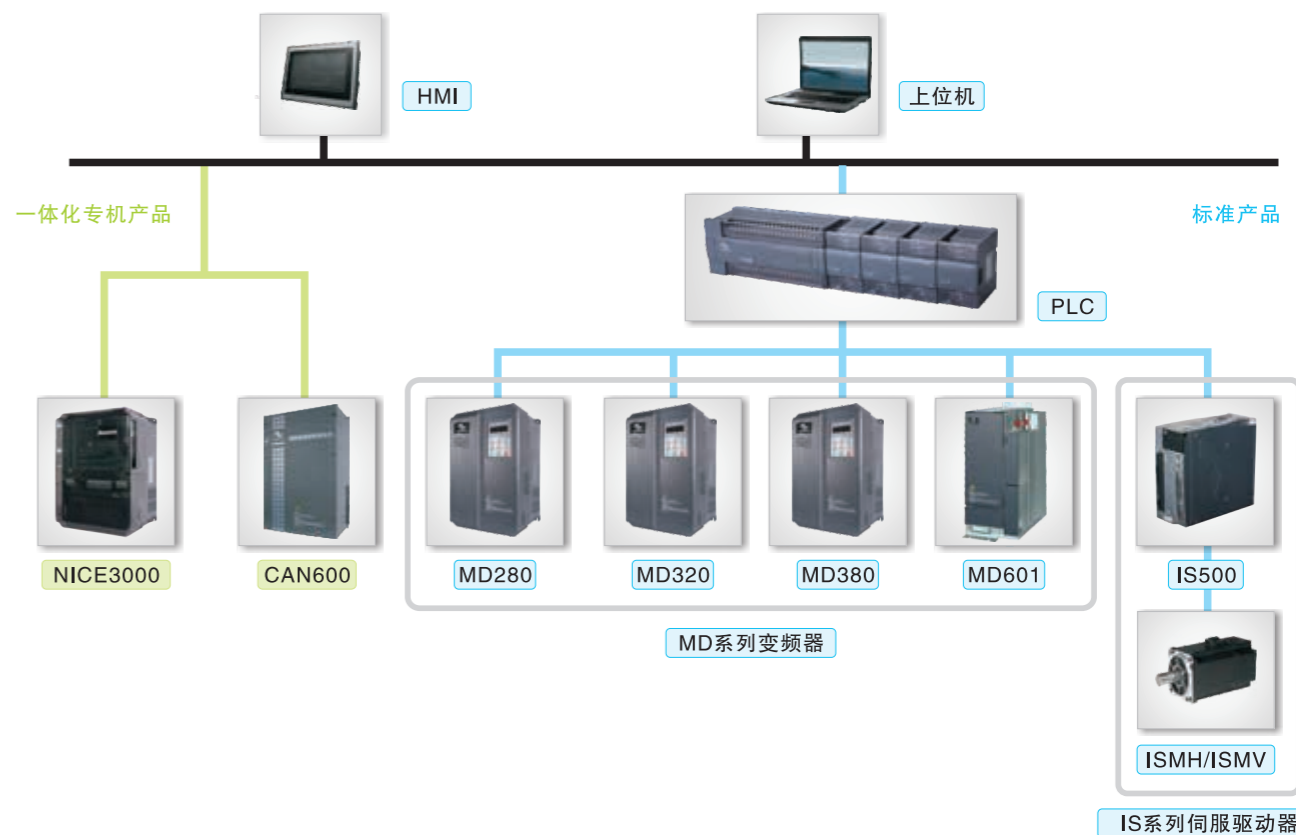 HMI
上位机
一体化专机产品
标准产品
PLC
NICE3000
CAN600
MD280
MD320
MD380
MD601
IS500
MD系列变频器
ISMH/ISMV
IS系列伺服驱动器